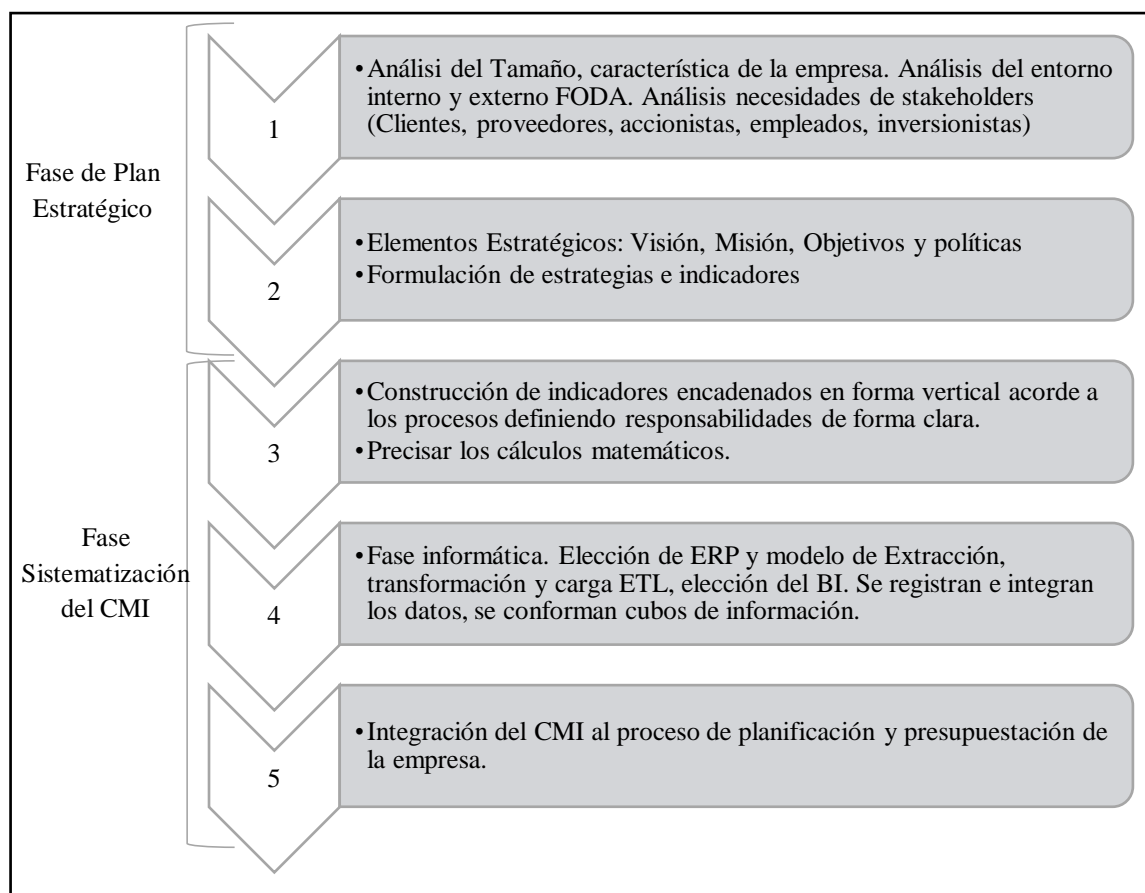 Fase de Plan
Estratégico
1
•Análisi del Tamaño, característica de la empresa. Análisis del entorno
interno y externo FODA. Análisis necesidades de stakeholders
(Clientes, proveedores, accionistas, empleados, inversionistas)
2
•Elementos Estratégicos: Visión, Misión, Objetivos y políticas
•Formulación de estrategias e indicadores
Fase
Sistematización
del CMI
3
•Construcción de indicadores encadenados en forma vertical acorde a
los procesos definiendo responsabilidades de forma clara.
•Precisar los cálculos matemáticos.
4
•Fase informática. Elección de ERP y modelo de Extracción,
transformación y carga ETL, elección del BI. Se registran e integran
los datos, se conforman cubos de información.
5
•Integración del CMI al proceso de planificación y presupuestación de
la empresa.